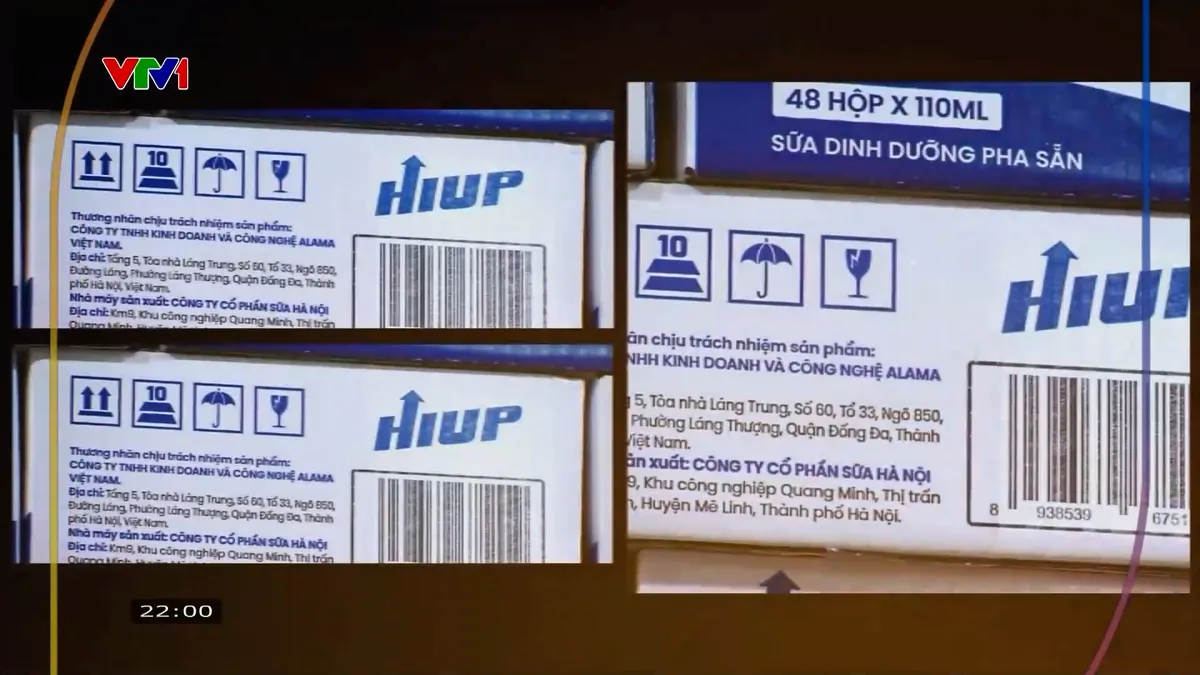 VTV1
10
HIUP
Thương nhân chịu trách nhiệm sản phẩm:
CÔNG TY TNHH KINH DOANH VÀ CÔNG NGHỆ ALAMA
VIỆT NAM.
Địa chỉ: Tầng 5, Tòa nhà Láng Trung, Số 60, Tổ 33, Ngõ 850,
Đường Láng, Phường Láng Thượng, Quận Đống Đa, Thành
phố Hà Nội, Việt Nam.
Nhà máy sản xuất: CÔNG TY CỔ PHẦN SỮA HÀ NỘI
Địa chỉ: Km9, Khu công nghiệp Quang Minh, Thị trấn
10
HIUP
Thương nhân chịu trách nhiệm sản phẩm:
CÔNG TY TNHH KINH DOANH VÀ CÔNG NGHỆ ALAMA
VIỆT NAM.
Địa chỉ: Tầng 5, Tòa nhà Láng Trung, Số 60, Tổ 33, Ngõ 850,
Đường Láng, Phường Láng Thượng, Quận Đống Đa, Thành
phố Hà Nội, Việt Nam.
Nhà máy sản xuất: CÔNG TY CỔ PHẦN SỮA HÀ NỘI
Địa chỉ: Km9, Khu công nghiệp Quang Minh, Thị trấn
48 HỘP X 110ML
SỮA DINH DƯỠNG PHA SẴN
10
HIU
ân chịu trách nhiệm sản phẩm:
NHH KINH DOANH VÀ CÔNG NGHỆ ALAMA
5, Tòa nhà Láng Trung, Số 60, Tổ 33, Ngõ 850,
Phường Láng Thượng, Quận Đống Đa, Thành
Việt Nam.
ản xuất: CÔNG TY CỔ PHẦN SỮA HÀ NỘI
9, Khu công nghiệp Quang Minh, Thị trấn
n, Huyện Mê Linh, Thành phố Hà Nội.
8 938539 6751
22:00